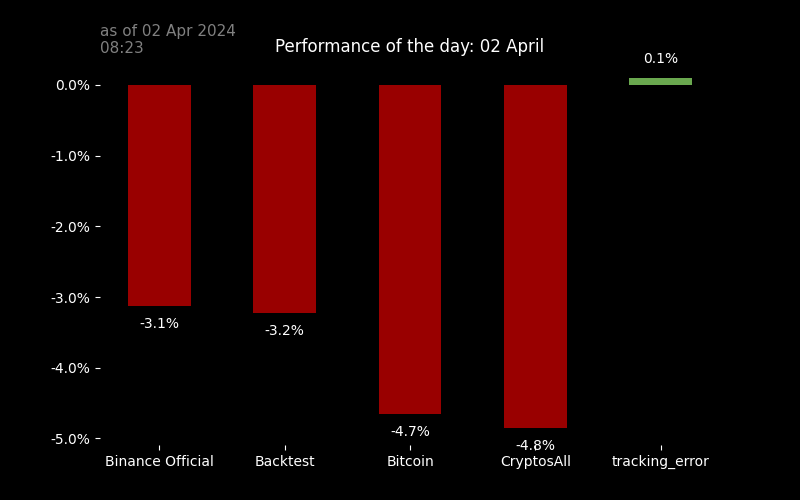 as of 02 Apr 2024
08:23
Performance of the day: 02 April
0.1%
0.0%
-1.0%
-2.0%
-3.0%
-4.0%
-5.0%
-3.1%
-3.2%
-4.7%
-4.8%
Binance Official
Backtest
Bitcoin
CryptosAll
tracking_error